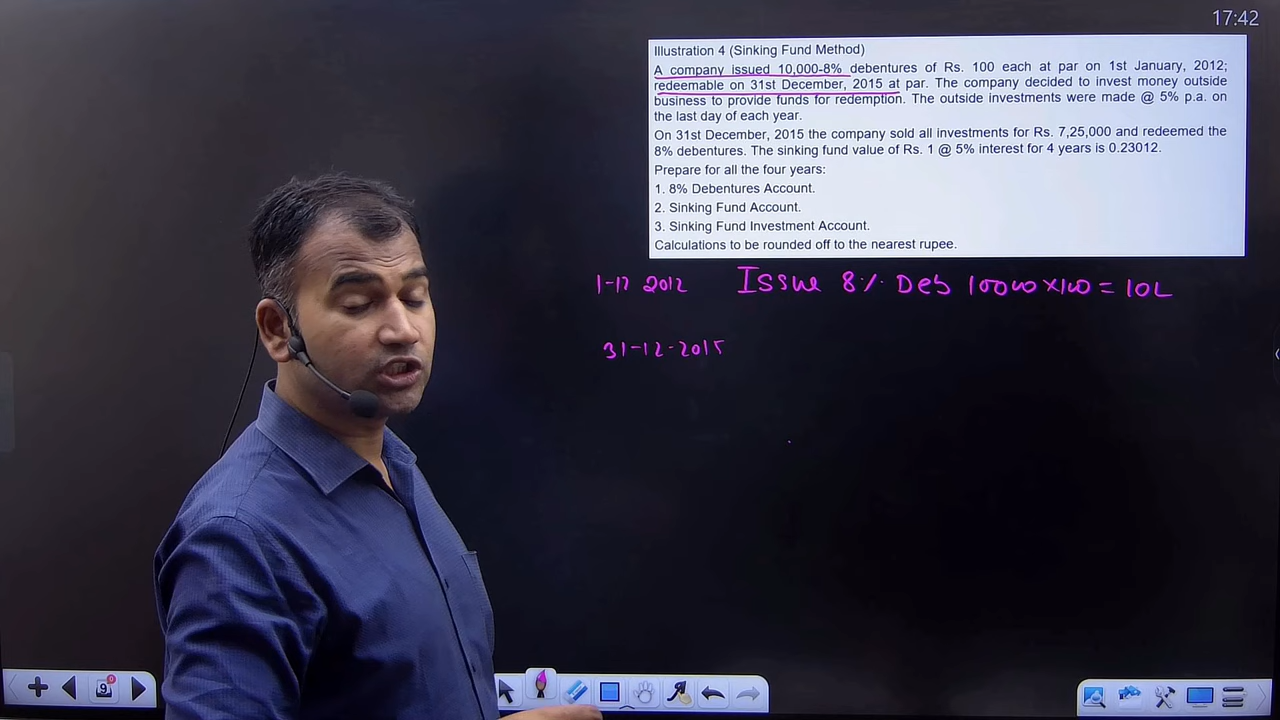 17:42
Illustration 4 (Sinking Fund Method)
A company issued 10,000-8% debentures of Rs. 100 each at par on 1st January, 2012;
redeemable on 31st December, 2015 at par. The company decided to invest money outside
business to provide funds for redemption. The outside investments were made @ 5% p.a. on
the last day of each year.
On 31st December, 2015 the company sold all investments for Rs. 7,25,000 and redeemed the
8% debentures. The sinking fund value of Rs. 1 @ 5% interest for 4 years is 0.23012.
Prepare for all the four years:
1. 8% Debentures Account.
2. Sinking Fund Account.
3. Sinking Fund Investment Account.
Calculations to be rounded off to the nearest rupee.
1-12 2012 Issue 8% Deb 10000×100 = 10L
31-12-2015
9